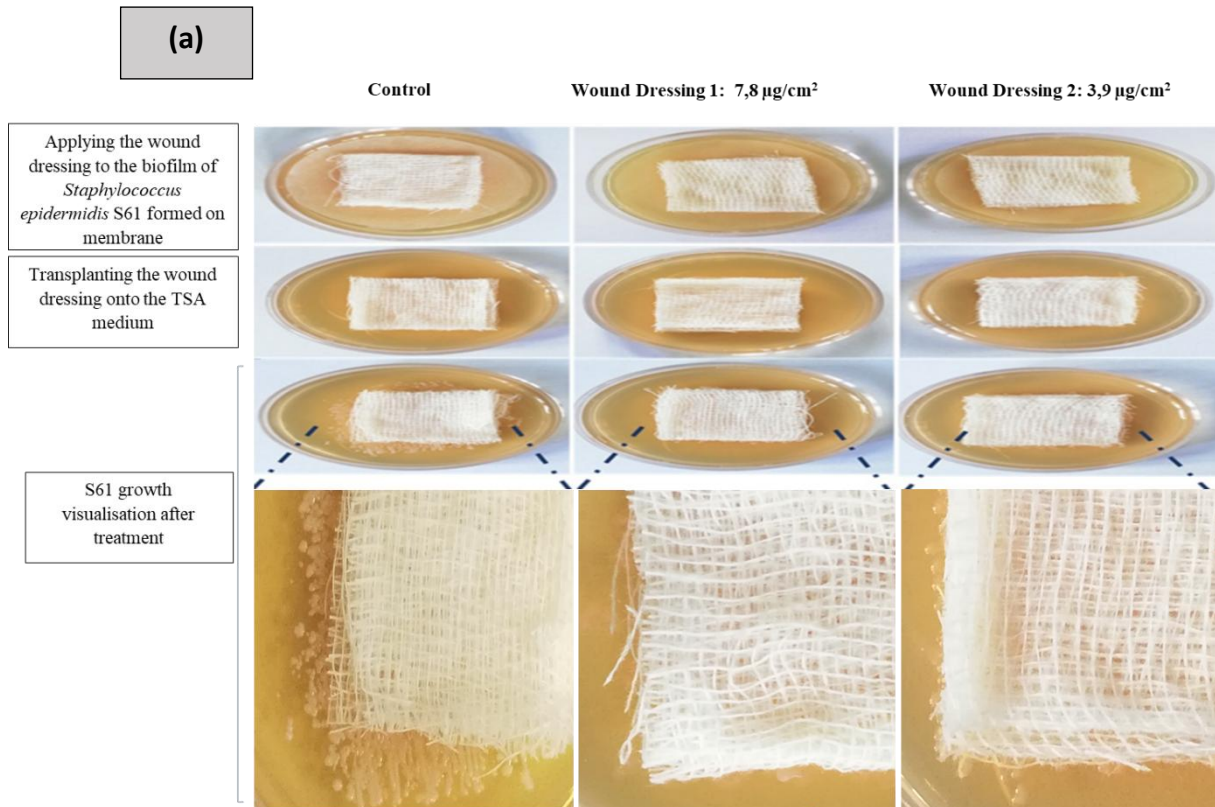 (a)
Control
Wound Dressing 1: 7,8 µg/cm²
Wound Dressing 2: 3,9 µg/cm²
Applying the wound
dressing to the biofilm of
Staphylococcus
epidermidis S61 formed on
membrane
Transplanting the wound
dressing onto the TSA
medium
S61 growth
visualisation after
treatment